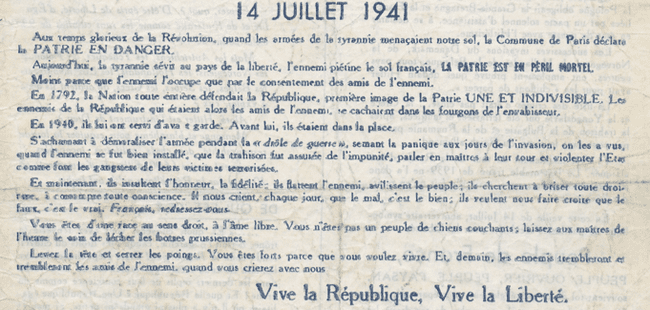 14 JUILLET 1941
Aux temps glorieux de la Révolution, quand les armées de la tyrannie menaçaient notre sol, la Commune de Paris déclara
la PATRIE EN DANGER.
Aujourd'hui, la tyrannie sévit au pays de la liberté, l'ennemi piétine le sol français, LA PATRIE EST EN PÉRIL MORTEL.
Moins parce que l'ennemi l'occupe que par le consentement des amis de l'ennemi.
En 1792, la Nation toute entière défendait la République, première image de la Patrie UNE ET INDIVISIBLE. Les
ennemis de la République qui étaient alors les amis de l'ennemi, se cachaient dans les fourgons de l'envahisseur.
En 1940, ils lui ont servi d'ava t garde. Avant lui, ils étaient dans la place.
S'acharnant à démoraliser l'armée pendant la « drôle de guerre », semant la panique aux jours de l'invasion, on les a vus,
quand l'ennemi se fut bien installé, que la trahison fut assurée de l'impunité, parler en maîtres à leur tour et violenter l'Etat
comme font les gangsters de leurs victimes terrorisées.
Et maintenant, ils insultent l'honneur, la fidélité; ils flattent l'ennemi, avilissent le peuple; ils cherchent à briser toute droi-
ture, à corrompre toute conscience. Il nous crient, chaque jour, que le mal, c'est le bien; ils veulent nous faire croire que le
faux, c'est le vrai. Français, redressez-vous.
Vous êtes d'une race au sens droit, à l'âme libre. Vous n'êtes pas un peuple de chiens couchants; laissez aux maîtres de
l'heure le soin de lécher les bottes prussiennes.
Levez la tête et serrez les poings. Vous êtes forts parce que vous voulez vivre. Et, demain, les ennemis trembleront et
trembleront les amis de l'ennemi, quand vous crierez avec nous
Vive la République, Vive la Liberté.